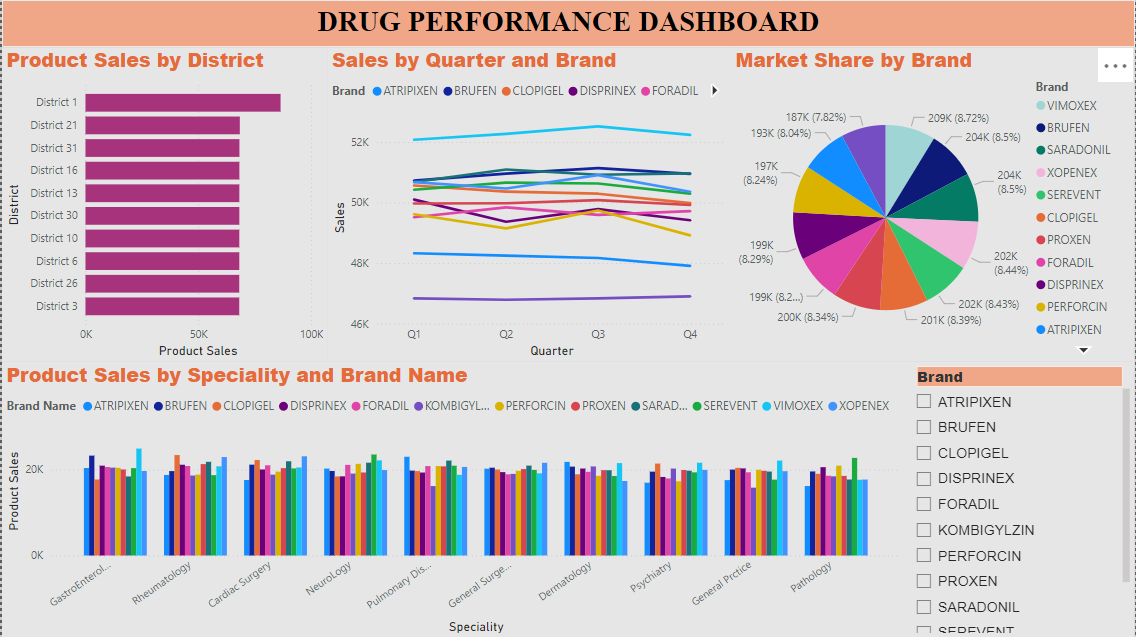 DRUG PERFORMANCE DASHBOARD
Product Sales by District
District
District 1
District 21
District 31
District 16
District 13
District 30
District 10
District 6
District 26
District 3
0K 50K 100K
Product Sales
Sales by Quarter and Brand
Brand ATRIPIXEN BRUFEN CLOPIGEL DISPRINEX FORADIL
Sales
52K
50K
48K
46K
Q1 Q2 Q3 Q4
Quarter
Market Share by Brand
209K (8.72%)
204K (8.5%)
204K
(8.5%)
202K
(8.44%)
202K (8.43%)
201K (8.39%)
200K (8.34%)
199K (8.2...)
199K
(8.29%)
197K
(8.24%)
193K (8.04%)
187K (7.82%)
Brand
VIMOXEX
BRUFEN
SARADONIL
XOPENEX
SEREVENT
CLOPIGEL
PROXEN
FORADIL
DISPRINEX
PERFORCIN
ATRIPIXEN
Product Sales by Speciality and Brand Name
Brand Name ATRIPIXEN BRUFEN CLOPIGEL DISPRINEX FORADIL KOMBIGYL... PERFORCIN PROXEN SARAD... SEREVENT VIMOXEX XOPENEX
Product Sales
20K
0K
GastroEnterol...
Rheumatology
Cardiac Surgery
NeuroLogy
Pulmonary Dis...
General Surge...
Dermatology
Psychiatry
General Prctice
Pathology
Speciality
Brand
ATRIPIXEN
BRUFEN
CLOPIGEL
DISPRINEX
FORADIL
KOMBIGYLZIN
PERFORCIN
PROXEN
SARADONIL
SEREVENT